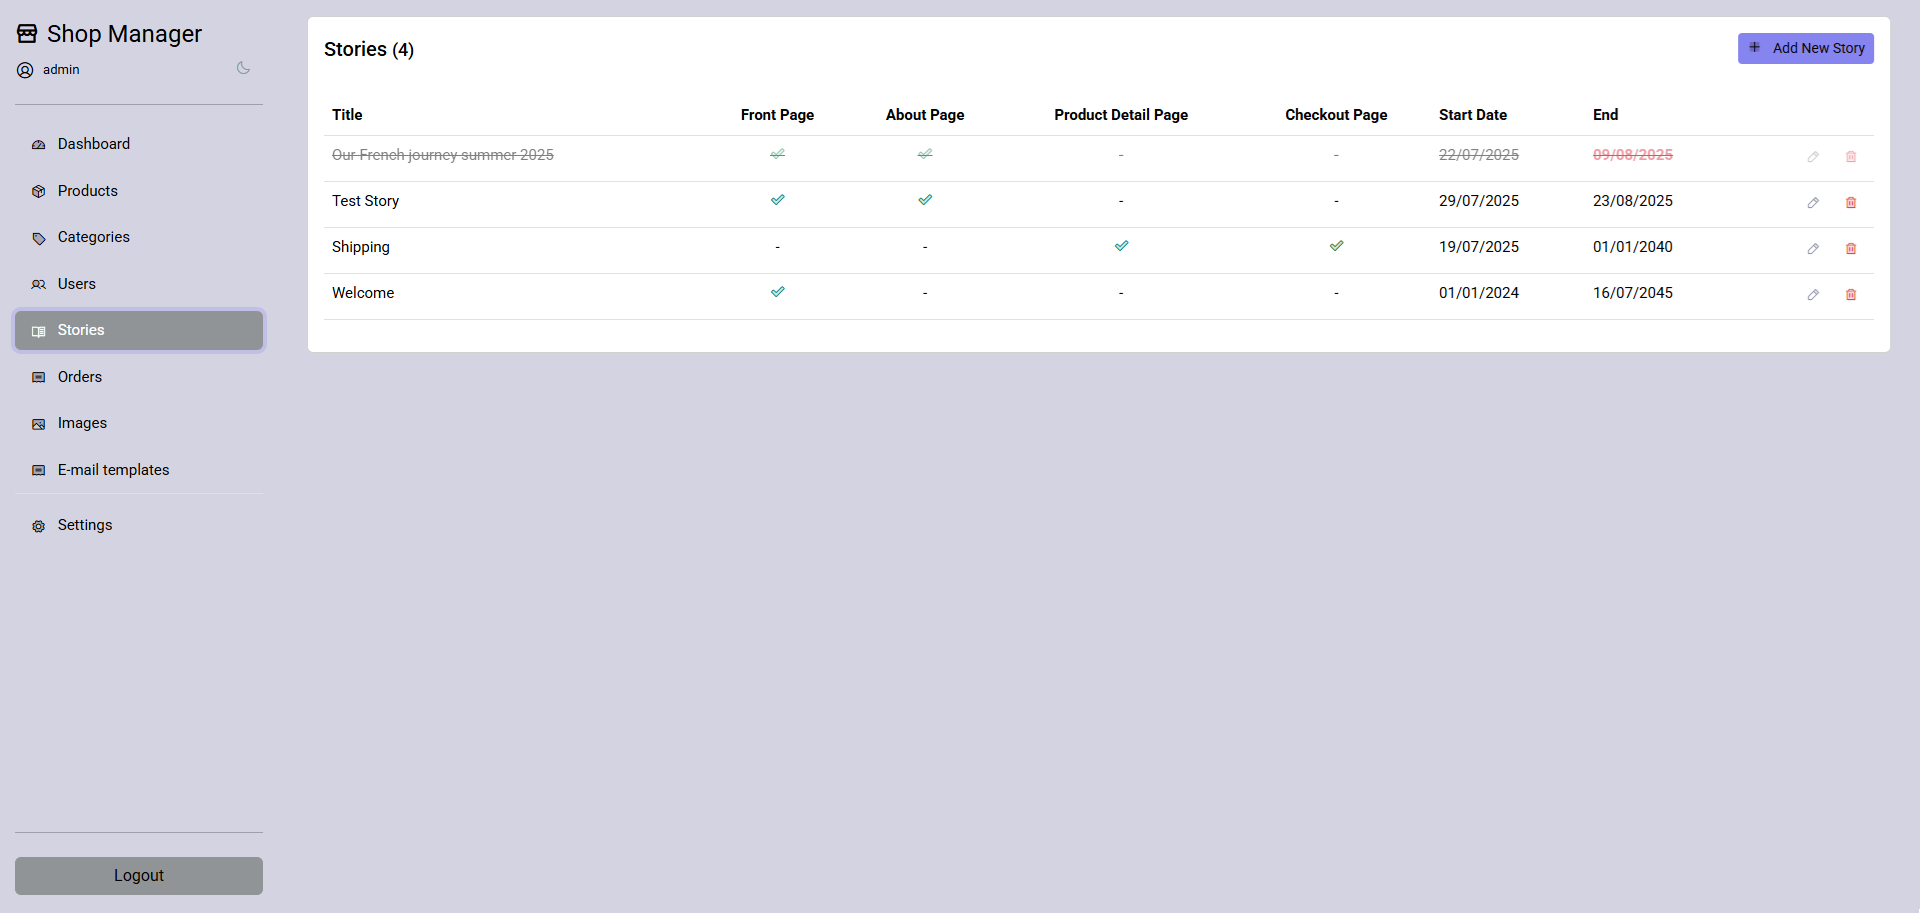 Shop Manager
admin
Dashboard
Products
Categories
Users
Stories
Orders
Images
E-mail templates
Settings
Logout
Stories (4)
Add New Story
Title Front Page About Page Product Detail Page Checkout Page Start Date End
Our French journey summer 2025 - - 22/07/2025 09/08/2025
Test Story - - 29/07/2025 23/08/2025
Shipping - - 19/07/2025 01/01/2040
Welcome - - - 01/01/2024 16/07/2045